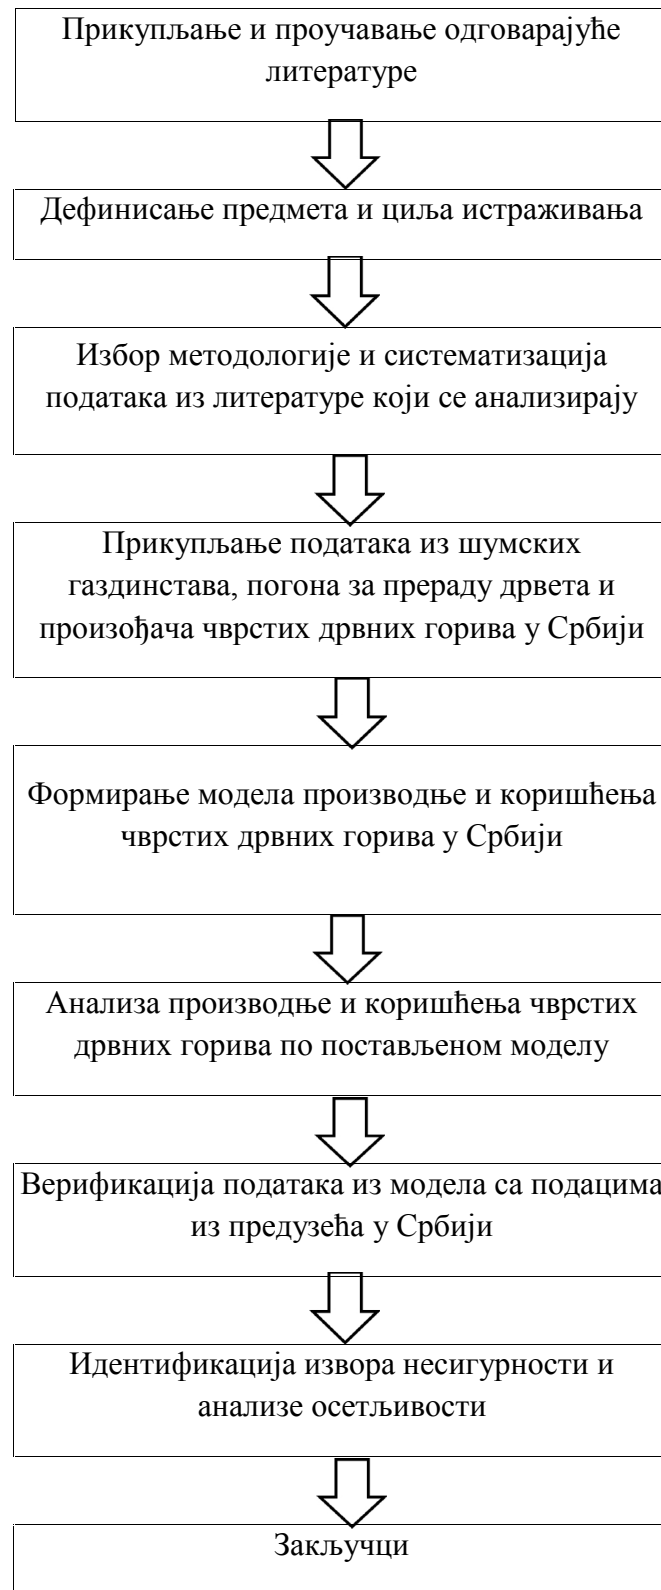 Прикупљање и проучавање одговарајуће
литературе
Дефинисање предмета и циља истраживања
Избор методологије и систематизација
података из литературе који се анализирају
Прикупљање података из шумских
газдинстава, погона за прераду дрвета и
произођача чврстих дрвних горива у Србији
Формирање модела производње и коришћења
чврстих дрвних горива у Србији
Анализа производње и коришћења чврстих
дрвних горива по постављеном моделу
Верификација података из модела са подацима
из предузећа у Србији
Идентификација извора несигурности и
анализе осетљивости
Закључци